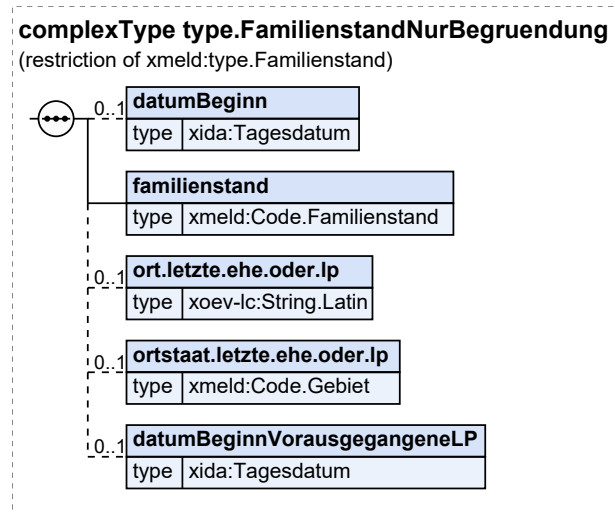 complexType type.FamilienstandNurBegruendung
(restriction of xmeld:type.Familienstand)
0..1 datumBeginn
type xida:Tagesdatum
familienstand
type xmeld:Code.Familienstand
0..1 ort.letzte.ehe.oder.lp
type xoev-lc:String.Latin
0..1 ortstaat.letzte.ehe.oder.lp
type xmeld:Code.Gebiet
0..1 datumBeginnVorausgegangeneLP
type xida:Tagesdatum